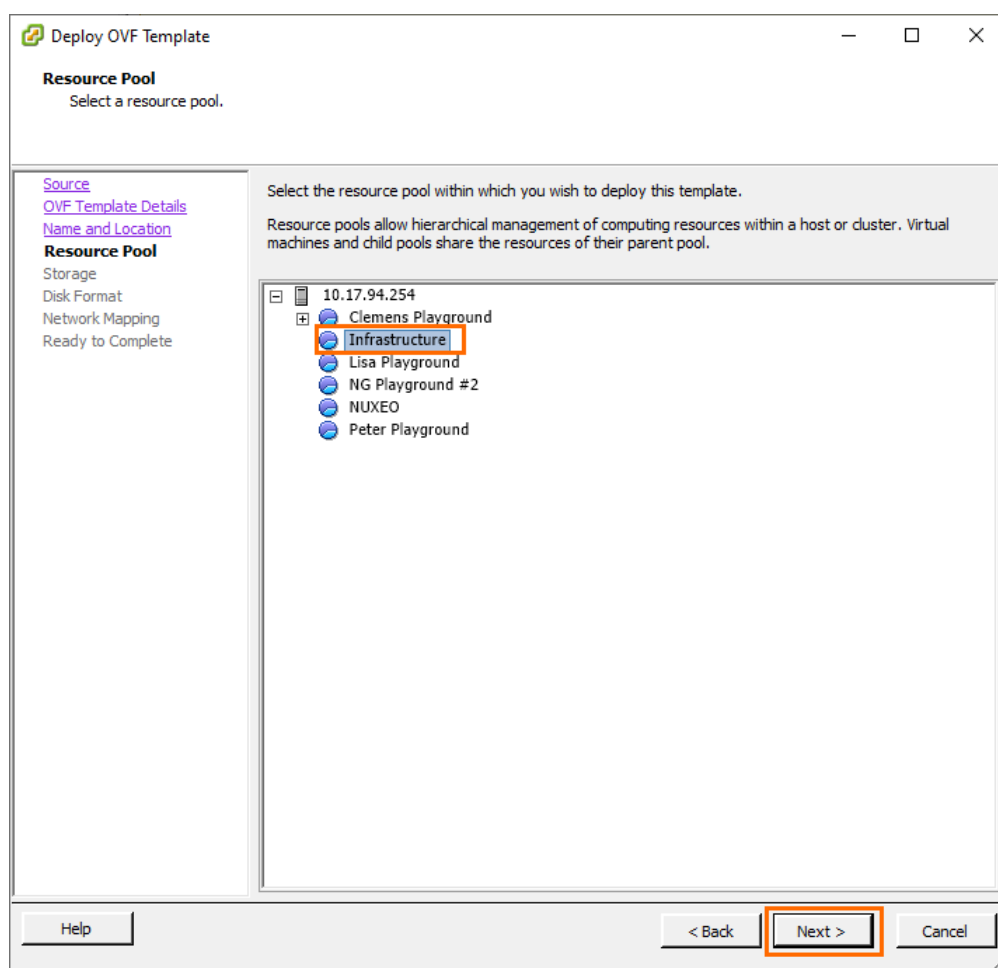 Deploy OVF Template
Resource Pool
Select a resource pool.
Source
OVF Template Details
Name and Location
Resource Pool
Storage
Disk Format
Network Mapping
Ready to Complete
Select the resource pool within which you wish to deploy this template.
Resource pools allow hierarchical management of computing resources within a host or cluster. Virtual
machines and child pools share the resources of their parent pool.
10.17.94.254
Clemens Playground
Infrastructure
Lisa Playground
NG Playground #2
NUXEO
Peter Playground
Help
< Back
Next >
Cancel